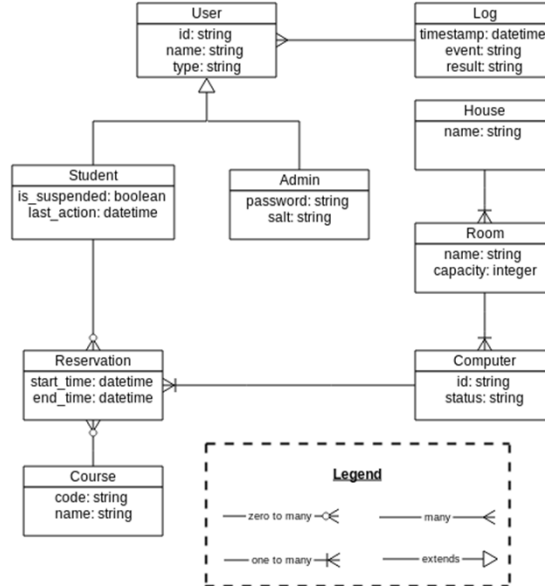 User
id: string
name: string
type: string
Log
timestamp: datetime
event: string
result: string
House
name: string
Student
is_suspended: boolean
last_action: datetime
Admin
password: string
salt: string
Room
name: string
capacity: integer
Reservation
start_time: datetime
end_time: datetime
Computer
id: string
status: string
Course
code: string
name: string
Legend
zero to many
many
one to many
extends